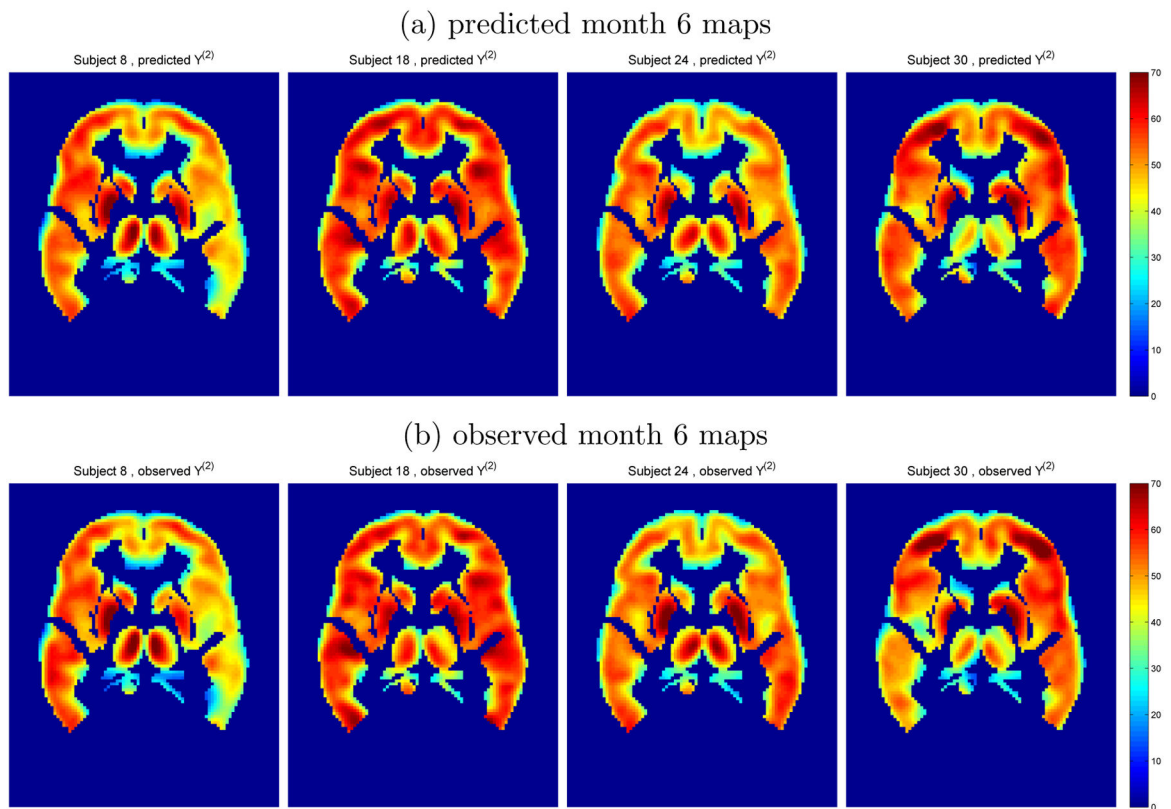 (a) predicted month 6 maps
Subject 8 , predicted Y(2)
Subject 18 , predicted Y(2)
Subject 24 , predicted Y(2)
Subject 30 , predicted Y(2)
70
60
50
40
30
20
10
0
(b) observed month 6 maps
Subject 8 , observed Y(2)
Subject 18 , observed Y(2)
Subject 24 , observed Y(2)
Subject 30 , observed Y(2)
70
60
50
40
30
20
10
0